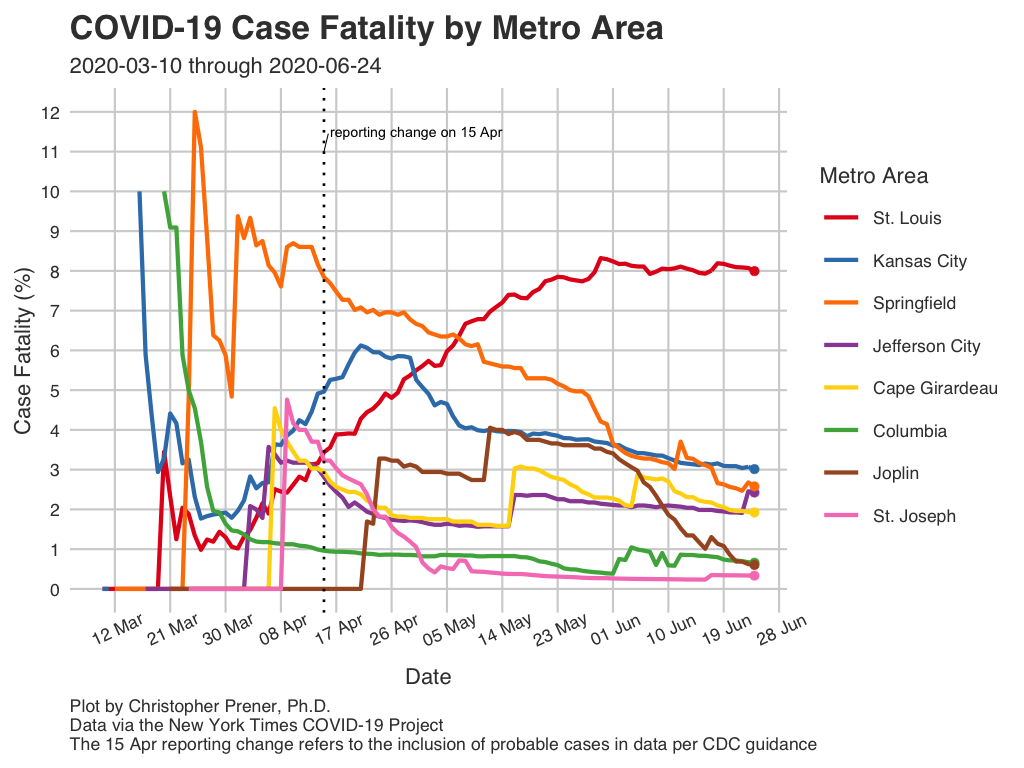 COVID-19 Case Fatality by Metro Area
2020-03-10 through 2020-06-24
Case Fatality (%)
12
11
10
9
8
7
6
5
4
3
2
1
0
reporting change on 15 Apr
12 Mar
21 Mar
30 Mar
08 Apr
17 Apr
26 Apr
05 May
14 May
23 May
01 Jun
10 Jun
19 Jun
28 Jun
Date
Metro Area
St. Louis
Kansas City
Springfield
Jefferson City
Cape Girardeau
Columbia
Joplin
St. Joseph
Plot by Christopher Prener, Ph.D.
Data via the New York Times COVID-19 Project
The 15 Apr reporting change refers to the inclusion of probable cases in data per CDC guidance